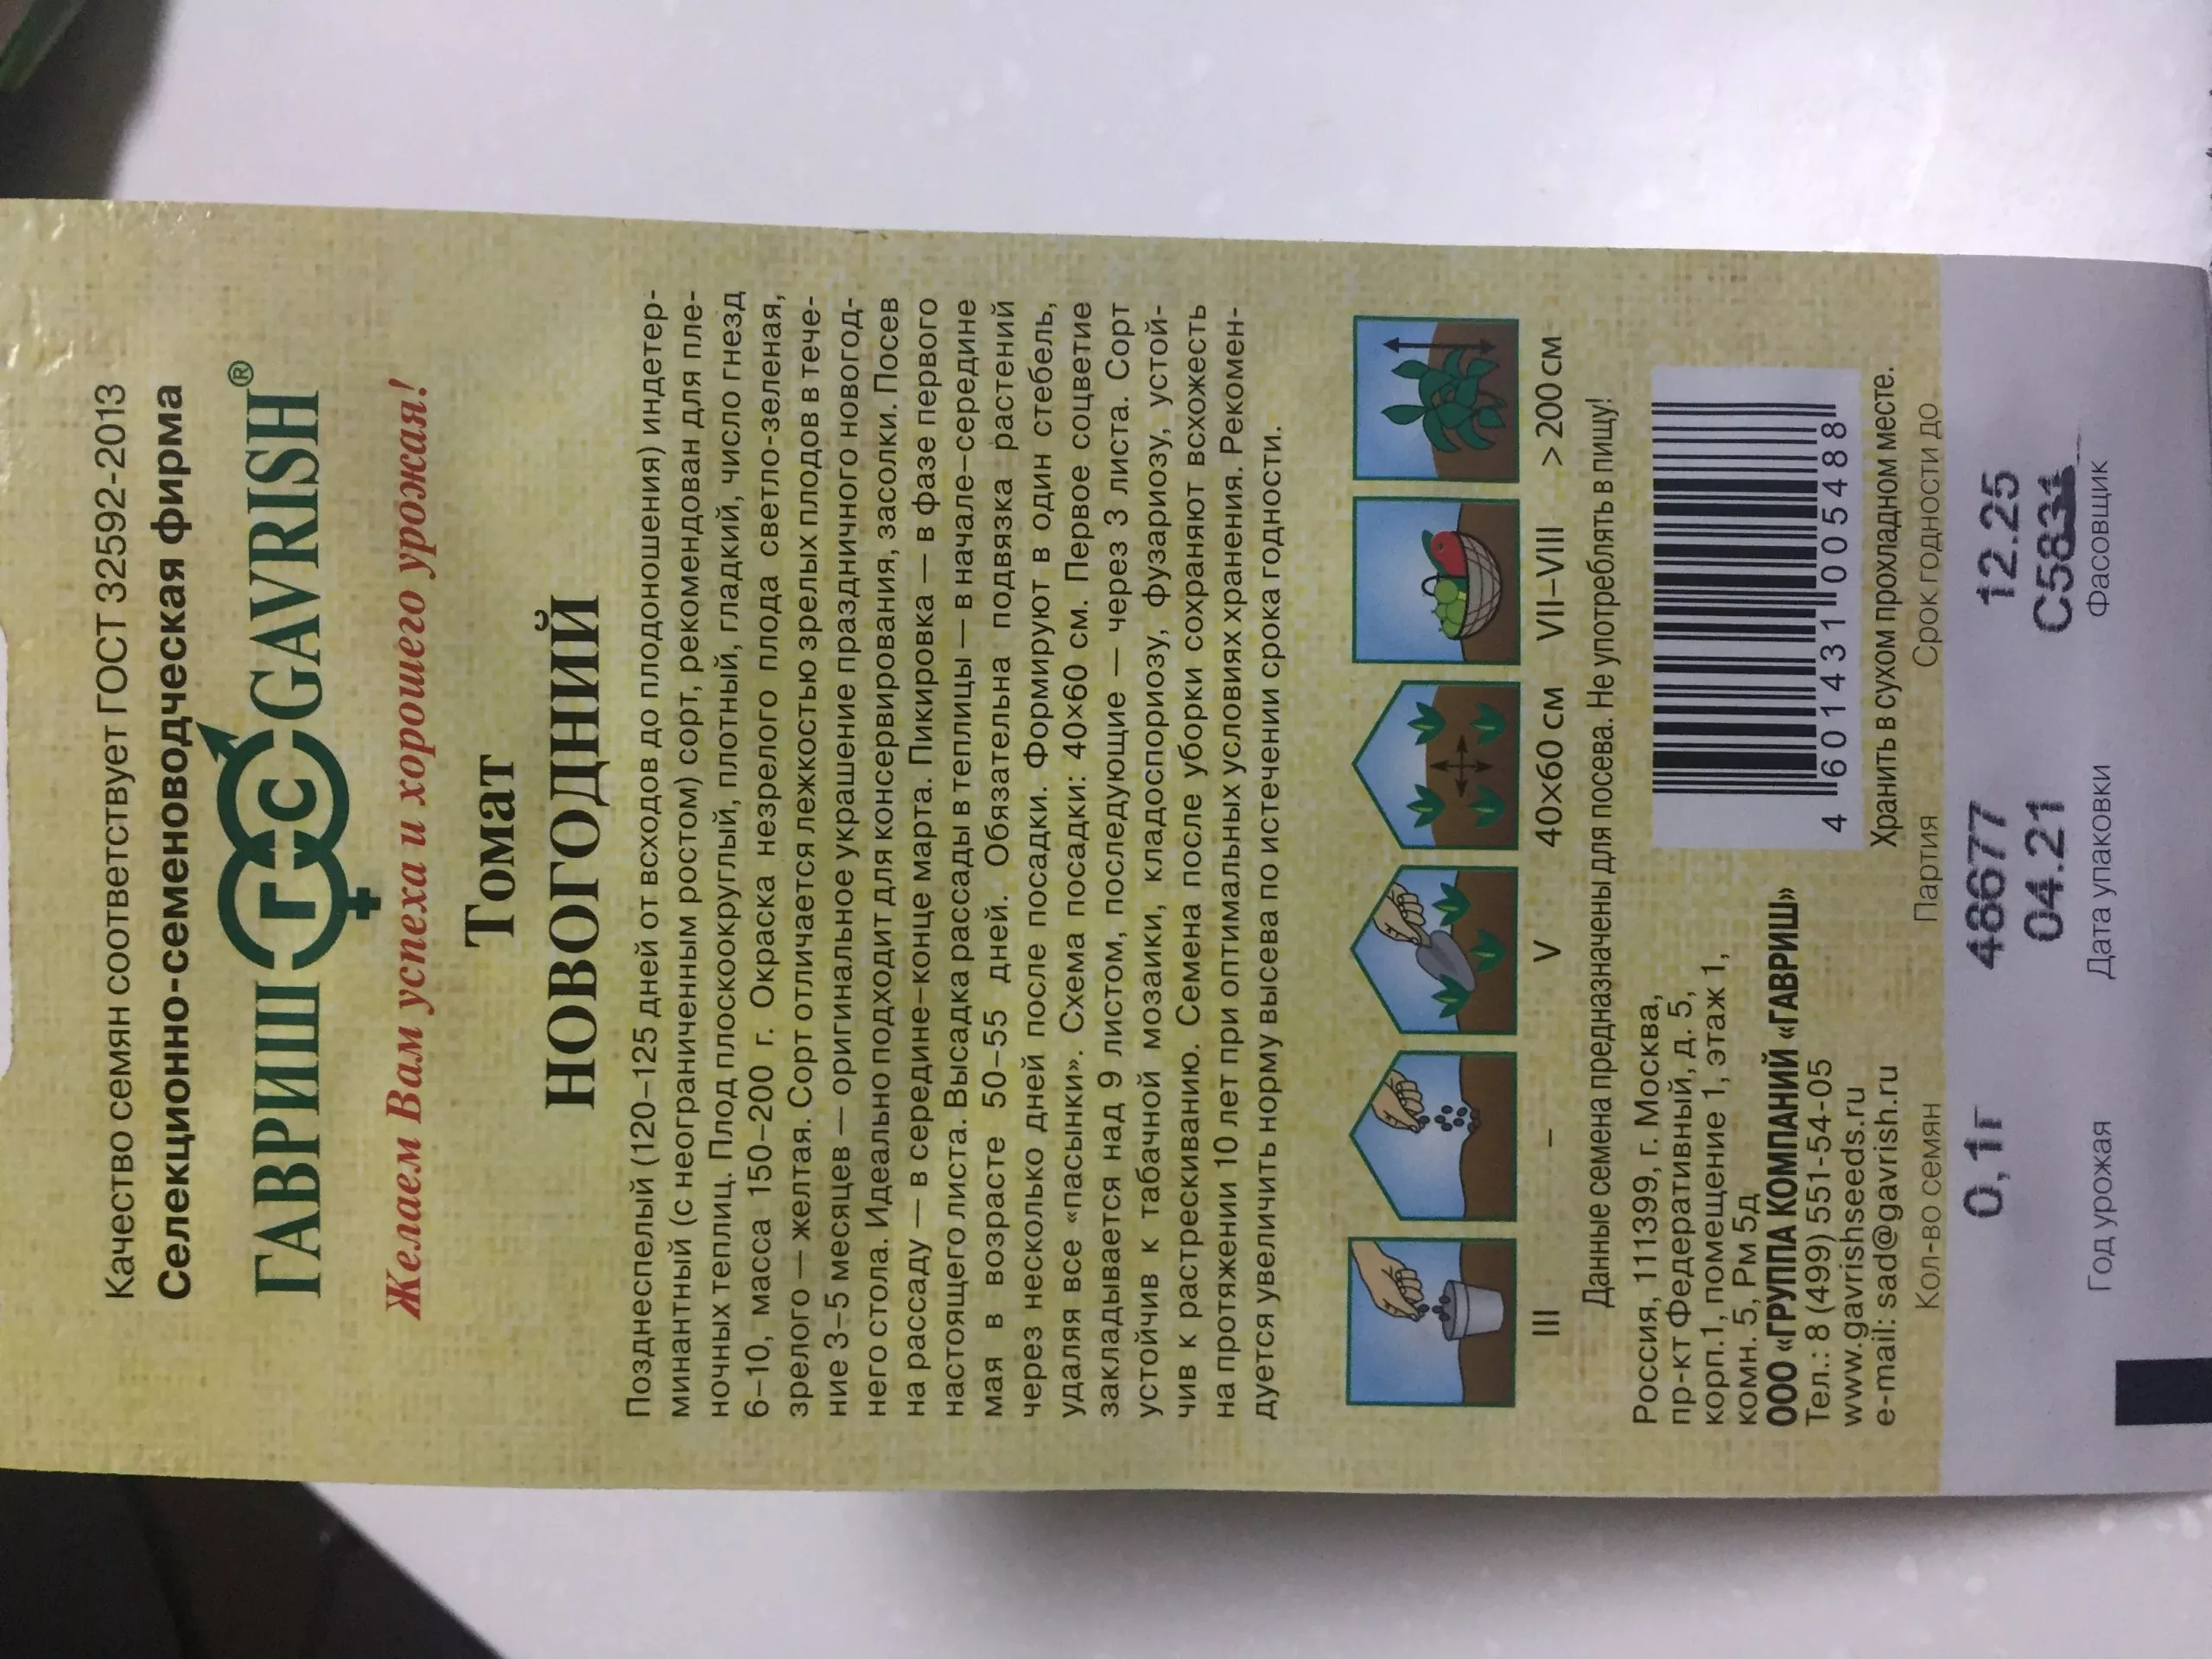 Качество семян соответствует ГОСТ 32592-2013
Селекционно-семеноводческая фирма
ГАВРИШ ГС GAVRISH®
Желаем Вам успеха и хорошего урожая!
Томат
НОВОГОДНИЙ
Позднеспелый (120–125 дней от всходов до плодоношения) индетер-
минантный (с неограниченным ростом) сорт, рекомендован для пле-
ночных теплиц. Плод плоскоокруглый, плотный, гладкий, число гнезд
6–10, масса 150–200 г. Окраска незрелого плода светло-зеленая,
зрелого — желтая. Сорт отличается лежкостью зрелых плодов в тече-
ние 3–5 месяцев — оригинальное украшение праздничного новогод-
него стола. Идеально подходит для консервирования, засолки. Посев
на рассаду — в середине–конце марта. Пикировка — в фазе первого
настоящего листа. Высадка рассады в теплицы — в начале–середине
мая в возрасте 50–55 дней. Обязательна подвязка растений
через несколько дней после посадки. Формируют в один стебель,
удаляя все «пасынки». Схема посадки: 40×60 см. Первое соцветие
закладывается над 9 листом, последующие — через 3 листа. Сорт
устойчив к табачной мозаики, кладоспориозу, фузариозу, устой-
чив к растрескиванию. Семена после уборки сохраняют всхожесть
на протяжении 10 лет при оптимальных условиях хранения. Рекомен-
дуется увеличить норму высева по истечении срока годности.
III – V 40×60 см VII–VIII > 200 см
Данные семена предназначены для посева. Не употреблять в пищу!
Россия, 111399, г. Москва,
пр-кт Федеративный, д. 5,
корп.1, помещение 1, этаж 1,
комн. 5, Рм 5д
ООО «ГРУППА КОМПАНИЙ «ГАВРИШ»
Тел.: 8 (499) 551-54-05
www.gavrishseeds.ru
e-mail: sad@gavrish.ru
4 601431 005488
Хранить в сухом прохладном месте.
Кол-во семян Партия Срок годности до
0,1г 48677 12.25
04.21 С5831
Год урожая Дата упаковки Фасовщик